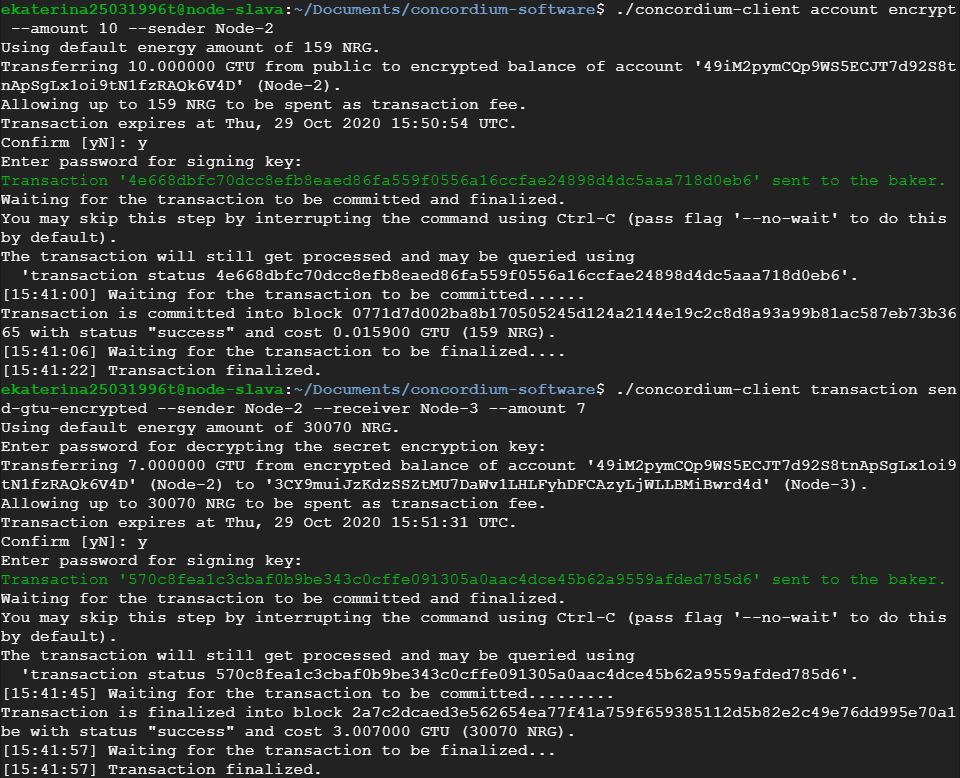 ekaterina25031996t@node-slava:~/Documents/concordium-software$ ./concordium-client account encrypt
--amount 10 --sender Node-2
Using default energy amount of 159 NRG.
Transferring 10.000000 GTU from public to encrypted balance of account '49iM2pymCQp9WS5ECJT7d92S8t
nApSgLx1oi9tN1fzRAQk6V4D' (Node-2).
Allowing up to 159 NRG to be spent as transaction fee.
Transaction expires at Thu, 29 Oct 2020 15:50:54 UTC.
Confirm [yN]: y
Enter password for signing key:
Transaction '4e668dbfc70dcc8efb8eaed86fa559f0556a16ccfae24898d4dc5aaa718d0eb6' sent to the baker.
Waiting for the transaction to be committed and finalized.
You may skip this step by interrupting the command using Ctrl-C (pass flag '--no-wait' to do this
by default).
The transaction will still get processed and may be queried using
'transaction status 4e668dbfc70dcc8efb8eaed86fa559f0556a16ccfae24898d4dc5aaa718d0eb6'.
[15:41:00] Waiting for the transaction to be committed......
Transaction is committed into block 0771d7d002ba8b170505245d124a2144e19c2c8d8a93a99b81ac587eb73b36
65 with status "success" and cost 0.015900 GTU (159 NRG).
[15:41:06] Waiting for the transaction to be finalized....
[15:41:22] Transaction finalized.
ekaterina25031996t@node-slava:~/Documents/concordium-software$ ./concordium-client transaction sen
d-gtu-encrypted --sender Node-2 --receiver Node-3 --amount 7
Using default energy amount of 30070 NRG.
Enter password for decrypting the secret encryption key:
Transferring 7.000000 GTU from encrypted balance of account '49iM2pymCQp9WS5ECJT7d92S8tnApSgLx1oi9
tN1fzRAQk6V4D' (Node-2) to '3CY9muiJzKdzSSZtMU7DaWv1LHLFyhDFCAzyLjWLLBMiBwrd4d' (Node-3).
Allowing up to 30070 NRG to be spent as transaction fee.
Transaction expires at Thu, 29 Oct 2020 15:51:31 UTC.
Confirm [yN]: y
Enter password for signing key:
Transaction '570c8fea1c3cbaf0b9be343c0cffe091305a0aac4dce45b62a9559afded785d6' sent to the baker.
Waiting for the transaction to be committed and finalized.
You may skip this step by interrupting the command using Ctrl-C (pass flag '--no-wait' to do this
by default).
The transaction will still get processed and may be queried using
'transaction status 570c8fea1c3cbaf0b9be343c0cffe091305a0aac4dce45b62a9559afded785d6'.
[15:41:45] Waiting for the transaction to be committed.........
Transaction is finalized into block 2a7c2dcaed3e562654ea77f41a759f659385112d5b82e2c49e76dd995e70a1
be with status "success" and cost 3.007000 GTU (30070 NRG).
[15:41:57] Waiting for the transaction to be finalized...
[15:41:57] Transaction finalized.